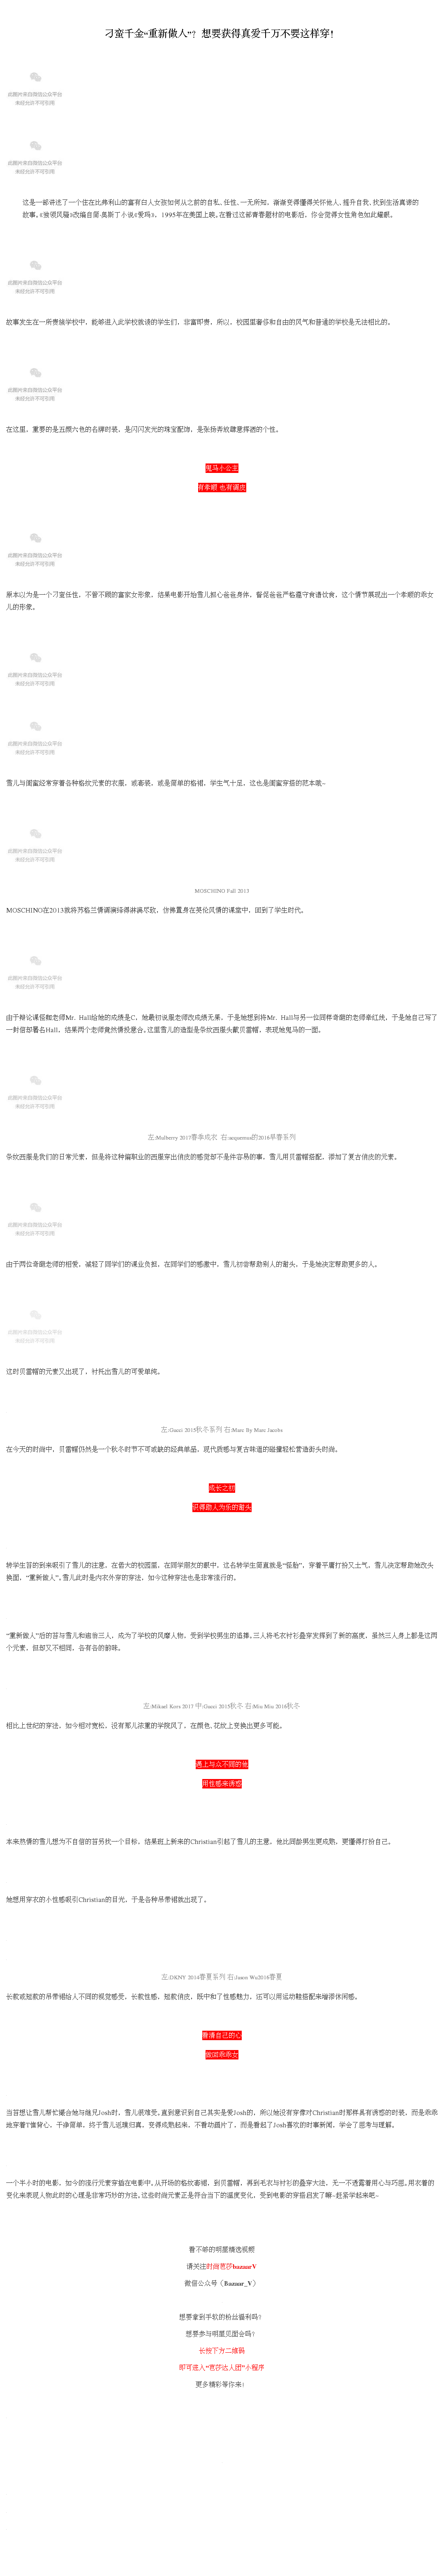 刁蛮千金“重新做人“？想要获得真爱千万不要这样穿！
此图片来自微信公众平台
未经允许不可引用
此图片来自微信公众平台
未经允许不可引用
这是一部讲述了一个住在比弗利山的富有白人女孩如何从之前的自私、任性、一无所知，渐渐变得懂得关怀他人、提升自我、找到生活真谛的
故事。《独领风骚》改编自简·奥斯丁小说《爱玛》，1995年在美国上映。在看过这部青春题材的电影后，你会觉得女性角色如此耀眼。
此图片来自微信公众平台
未经允许不可引用
故事发生在一所贵族学校中，能够进入此学校就读的学生们，非富即贵，所以，校园里奢侈和自由的风气和普通的学校是无法相比的。
此图片来自微信公众平台
未经允许不可引用
在这里，重要的是五颜六色的名牌时装，是闪闪发光的珠宝配饰，是张扬奔放肆意挥洒的个性。
鬼马小公主
有孝顺 也有调皮
此图片来自微信公众平台
未经允许不可引用
原本以为是一个刁蛮任性，不管不顾的富家女形象，结果电影开始雪儿担心爸爸身体，督促爸爸严格遵守食谱饮食，这个情节展现出一个孝顺的乖女
儿的形象。
此图片来自微信公众平台
未经允许不可引用
此图片来自微信公众平台
未经允许不可引用
雪儿与闺蜜经常穿着各种格纹元素的衣服，或套装，或是简单的格裙，学生气十足，这也是闺蜜穿搭的范本哦~
此图片来自微信公众平台
未经允许不可引用
MOSCHINO Fall 2013
MOSCHINO在2013就将苏格兰情调演绎得淋漓尽致，仿佛置身在英伦风情的课堂中，回到了学生时代。
此图片来自微信公众平台
未经允许不可引用
由于辩论课怪咖老师Mr. Hall给她的成绩是C，她最初说服老师改成绩无果，于是她想到将Mr. Hall与另一位同样奇葩的老师牵红线，于是她自己写了
一封信却署名Hall，结果两个老师竟然情投意合。这里雪儿的造型是条纹西服头戴贝雷帽，表现她鬼马的一面。
此图片来自微信公众平台
未经允许不可引用
左:Mulberry 2017春季成衣 右:acquemus的2018早春系列
条纹西服是我们的日常元素，但是将这种偏职业的西服穿出俏皮的感觉却不是件容易的事，雪儿用贝雷帽搭配，添加了复古俏皮的元素。
此图片来自微信公众平台
未经允许不可引用
由于两位奇葩老师的相爱，减轻了同学们的课业负担，在同学们的感激中，雪儿初尝帮助别人的甜头，于是她决定帮助更多的人。
此图片来自微信公众平台
未经允许不可引用
这时贝雷帽的元素又出现了，衬托出雪儿的可爱单纯。
左:Gucci 2015秋冬系列 右:Marc By Marc Jacobs
在今天的时尚中，贝雷帽仍然是一个秋冬时节不可或缺的经典单品，现代质感与复古味道的碰撞轻松营造街头时尚。
成长之初
识得助人为乐的甜头
转学生苔的到来吸引了雪儿的注意，在偌大的校园里，在同学朋友的眼中，这名转学生简直就是“怪胎”，穿着平庸打扮又土气，雪儿决定帮助她改头
换面，“重新做人”。雪儿此时是内衣外穿的穿法，如今这种穿法也是非常流行的。
“重新做人”后的苔与雪儿和迪翁三人，成为了学校的风靡人物，受到学校男生的追捧。三人将毛衣衬衫叠穿发挥到了新的高度，虽然三人身上都是这两
个元素，但却又不相同，各有各的韵味。
左:Mikael Kors 2017 中:Gucci 2015秋冬 右:Miu Miu 2016秋冬
相比上世纪的穿法，如今相对宽松，没有那儿浓重的学院风了，在颜色、花纹上变换出更多可能。
遇上与众不同的他
用性感来诱惑
本来热情的雪儿想为不自信的苔另找一个目标，结果班上新来的Christian引起了雪儿的主意，他比同龄男生更成熟，更懂得打扮自己。
她想用穿衣的小性感吸引Christian的目光，于是各种吊带裙就出现了。
左:DKNY 2014春夏系列 右:Jason Wu2016春夏
长款或短款的吊带裙给人不同的视觉感受，长款性感，短款俏皮，既中和了性感魅力，还可以用运动鞋搭配来增添休闲感。
看清自己的心
做回乖乖女
当苔想让雪儿帮忙撮合她与继兄Josh时，雪儿很难受。直到意识到自己其实是爱Josh的，所以她没有穿像对Christian时那样具有诱惑的时装，而是乖乖
地穿着T恤背心，干净简单。终于雪儿返璞归真，变得成熟起来，不看动画片了，而是看起了Josh喜欢的时事新闻，学会了思考与理解。
一个半小时的电影，如今的流行元素穿插在电影中。从开场的格纹套裙，到贝雷帽，再到毛衣与衬衫的叠穿大法，无一不透露着用心与巧思。用衣着的
变化来表现人物此时的心理是非常巧妙的方法。这些时尚元素正是符合当下的温度变化，受到电影的穿搭启发了嘛~赶紧学起来吧~
看不够的明星精选视频
请关注时尚芭莎bazaarV
微信公众号（Bazaar_V）
想要拿到手软的粉丝福利吗？
想要参与明星见面会吗？
长按下方二维码
即可进入“芭莎达人团”小程序
更多精彩等你来！